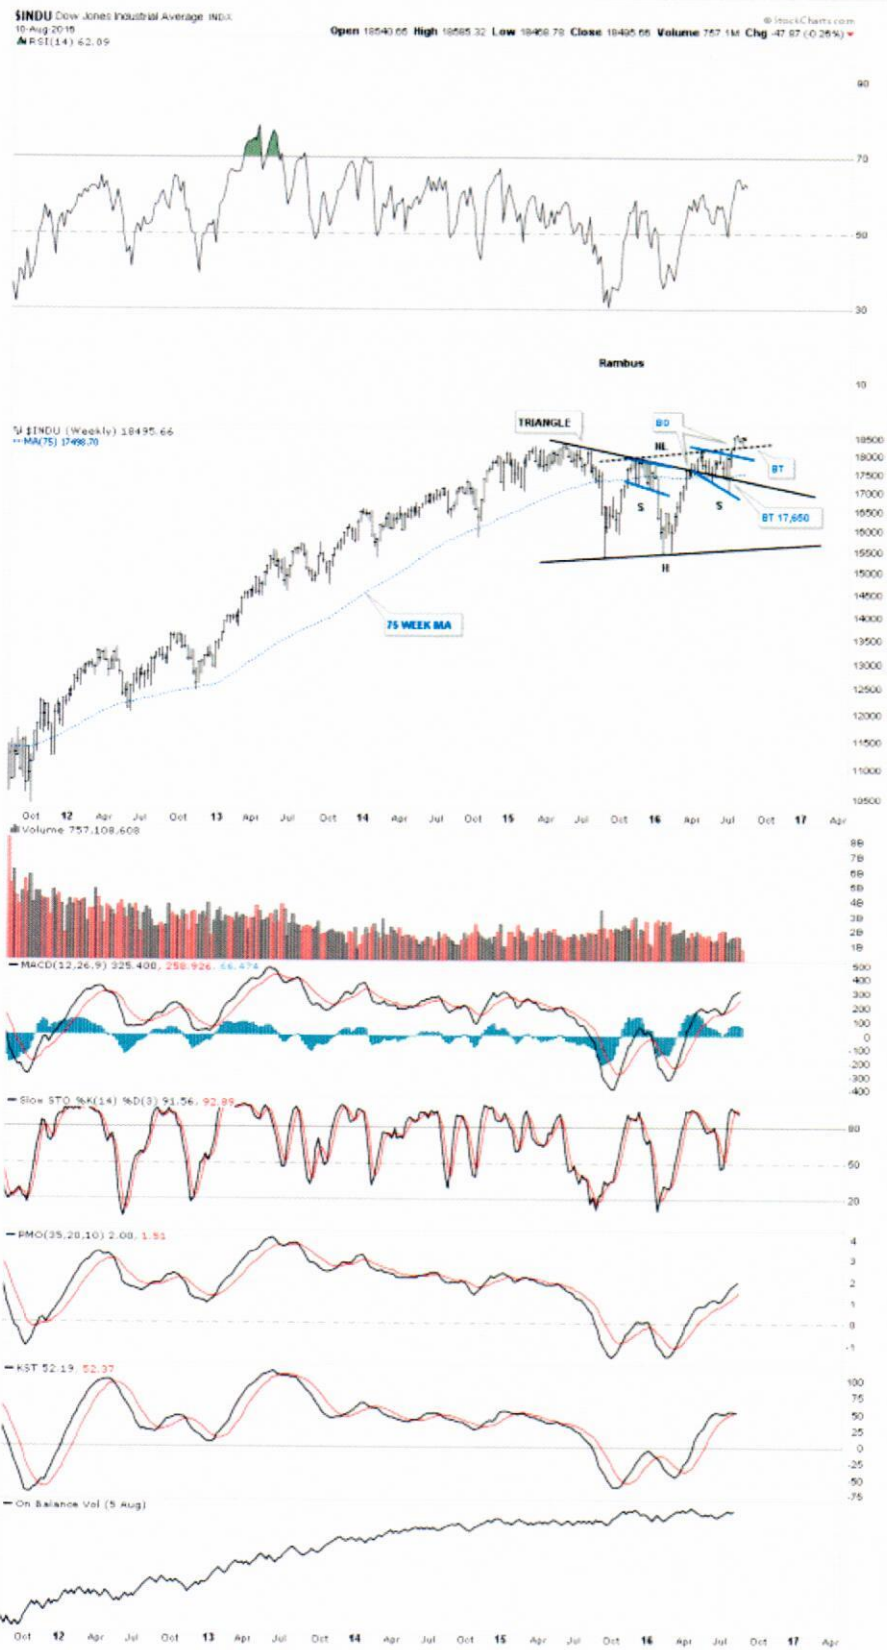 $INDU Dow Jones Industrial Average INDX
© StockCharts.com
10-Aug-2016
Open 18540.65 High 18585.32 Low 18468.78 Close 18495.66 Volume 757.1M Chg -47.87 (-0.26%)
RSI(14) 62.09
90
70
50
30
Rambus
10
$INDU (Weekly) 18495.66
MA(75) 17498.70
TRIANGLE
BO
NL
BT
S
S
BT 17,650
H
75 WEEK MA
18500
18000
17500
17000
16500
16000
15500
15000
14500
14000
13500
13000
12500
12000
11500
11000
10500
Oct 12 Apr Jul Oct 13 Apr Jul Oct 14 Apr Jul Oct 15 Apr Jul Oct 16 Apr Jul Oct 17 Apr
Volume 757,108,608
9B
7B
6B
5B
4B
3B
2B
1B
MACD(12,26,9) 325.400, 258.926, 66.474
500
400
300
200
100
0
-100
-200
-300
-400
Slow STO %K(14) %D(3) 91.56, 92.89
80
50
20
PMO(35,20,10) 2.00, 1.51
4
3
2
1
0
-1
KST 52.19, 52.37
100
75
50
25
0
-25
-50
-75
On Balance Vol (5 Aug)
Oct 12 Apr Jul Oct 13 Apr Jul Oct 14 Apr Jul Oct 15 Apr Jul Oct 16 Apr Jul Oct 17 Apr